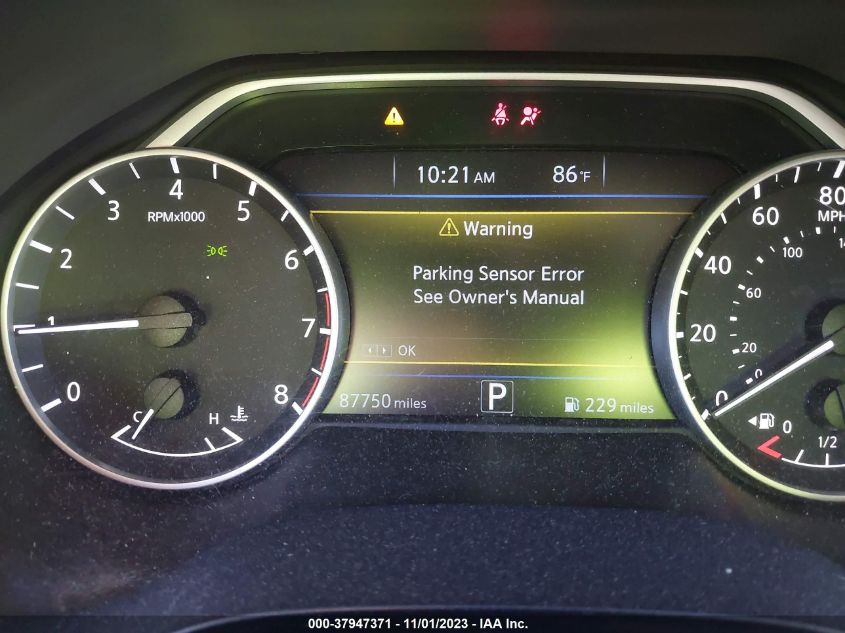 10:21 AM 86°F
Warning
Parking Sensor Error
See Owner's Manual
OK
87750 miles P 229 miles
0 1 2 3 4 5 6 7 8
RPMx1000
C H
0 20 40 60 80
MPH
0 20 60 100
0 1/2
000-37947371 - 11/01/2023 - IAA Inc.